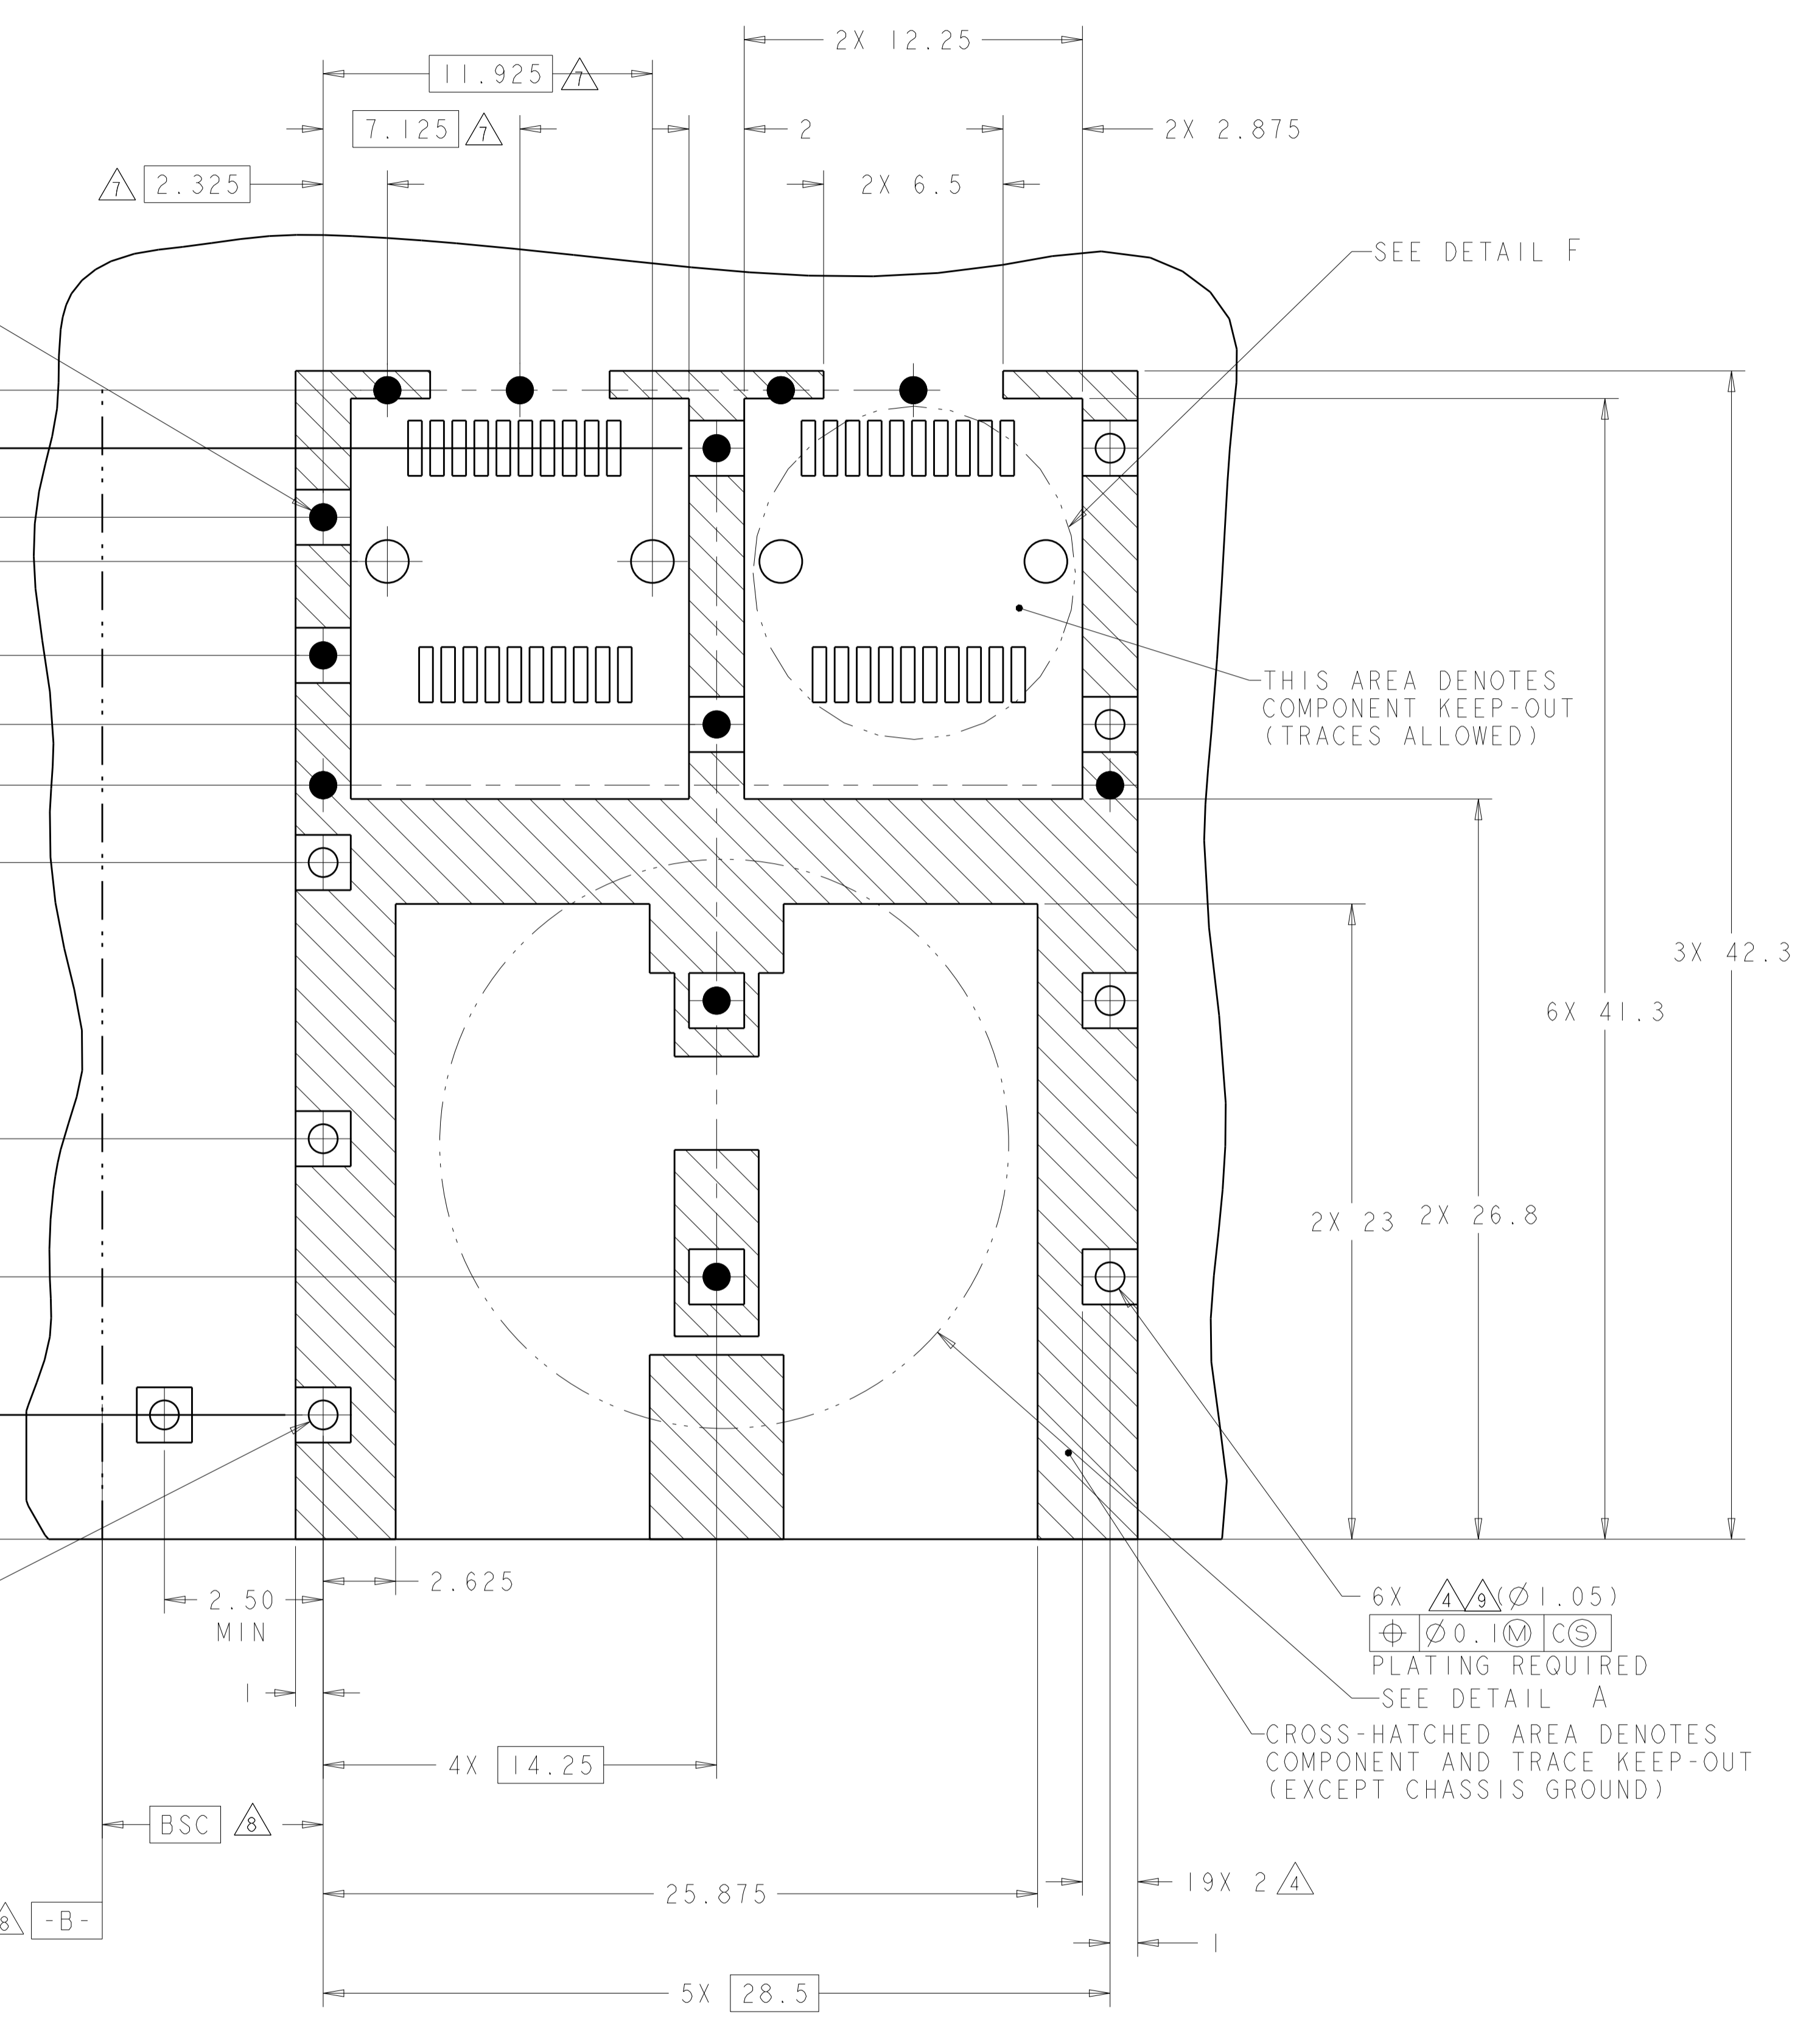 2X 12.25
11.925 7
7.125 7
2
2X 2.875
7 2.325
2X 6.5
SEE DETAIL F
THIS AREA DENOTES
COMPONENT KEEP-OUT
(TRACES ALLOWED)
3X 42.3
6X 41.3
2X 23
2X 26.8
2.625
2.50
MIN
6X 4 9 (Ø1.05)
⌖ Ø0.1Ⓜ CⓈ
PLATING REQUIRED
SEE DETAIL A
1
CROSS-HATCHED AREA DENOTES
COMPONENT AND TRACE KEEP-OUT
(EXCEPT CHASSIS GROUND)
4X 14.25
BSC 8
19X 2 4
25.875
8 -B-
1
5X 28.5